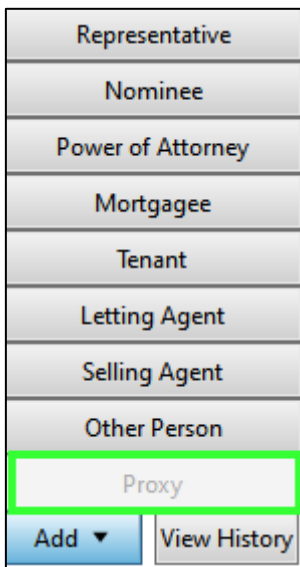 Representative
Nominee
Power of Attorney
Mortgagee
Tenant
Letting Agent
Selling Agent
Other Person
Proxy
Add ▼ View History